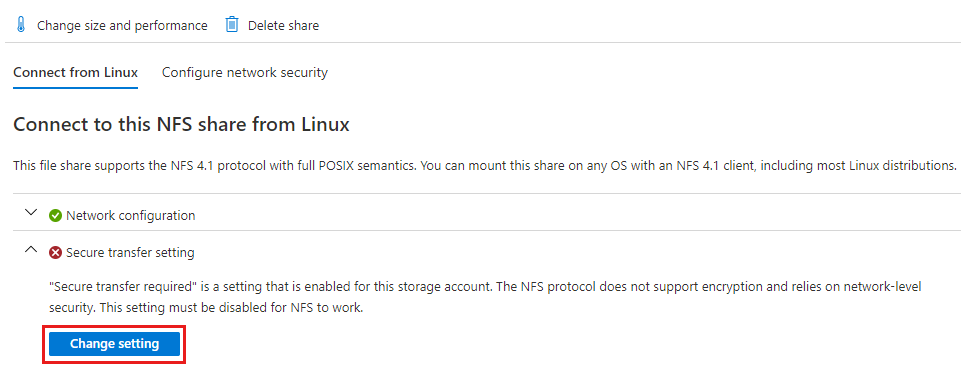 Change size and performance Delete share
Connect from Linux Configure network security
Connect to this NFS share from Linux
This file share supports the NFS 4.1 protocol with full POSIX semantics. You can mount this share on any OS with an NFS 4.1 client, including most Linux distributions.
Network configuration
Secure transfer setting
"Secure transfer required" is a setting that is enabled for this storage account. The NFS protocol does not support encryption and relies on network-level
security. This setting must be disabled for NFS to work.
Change setting